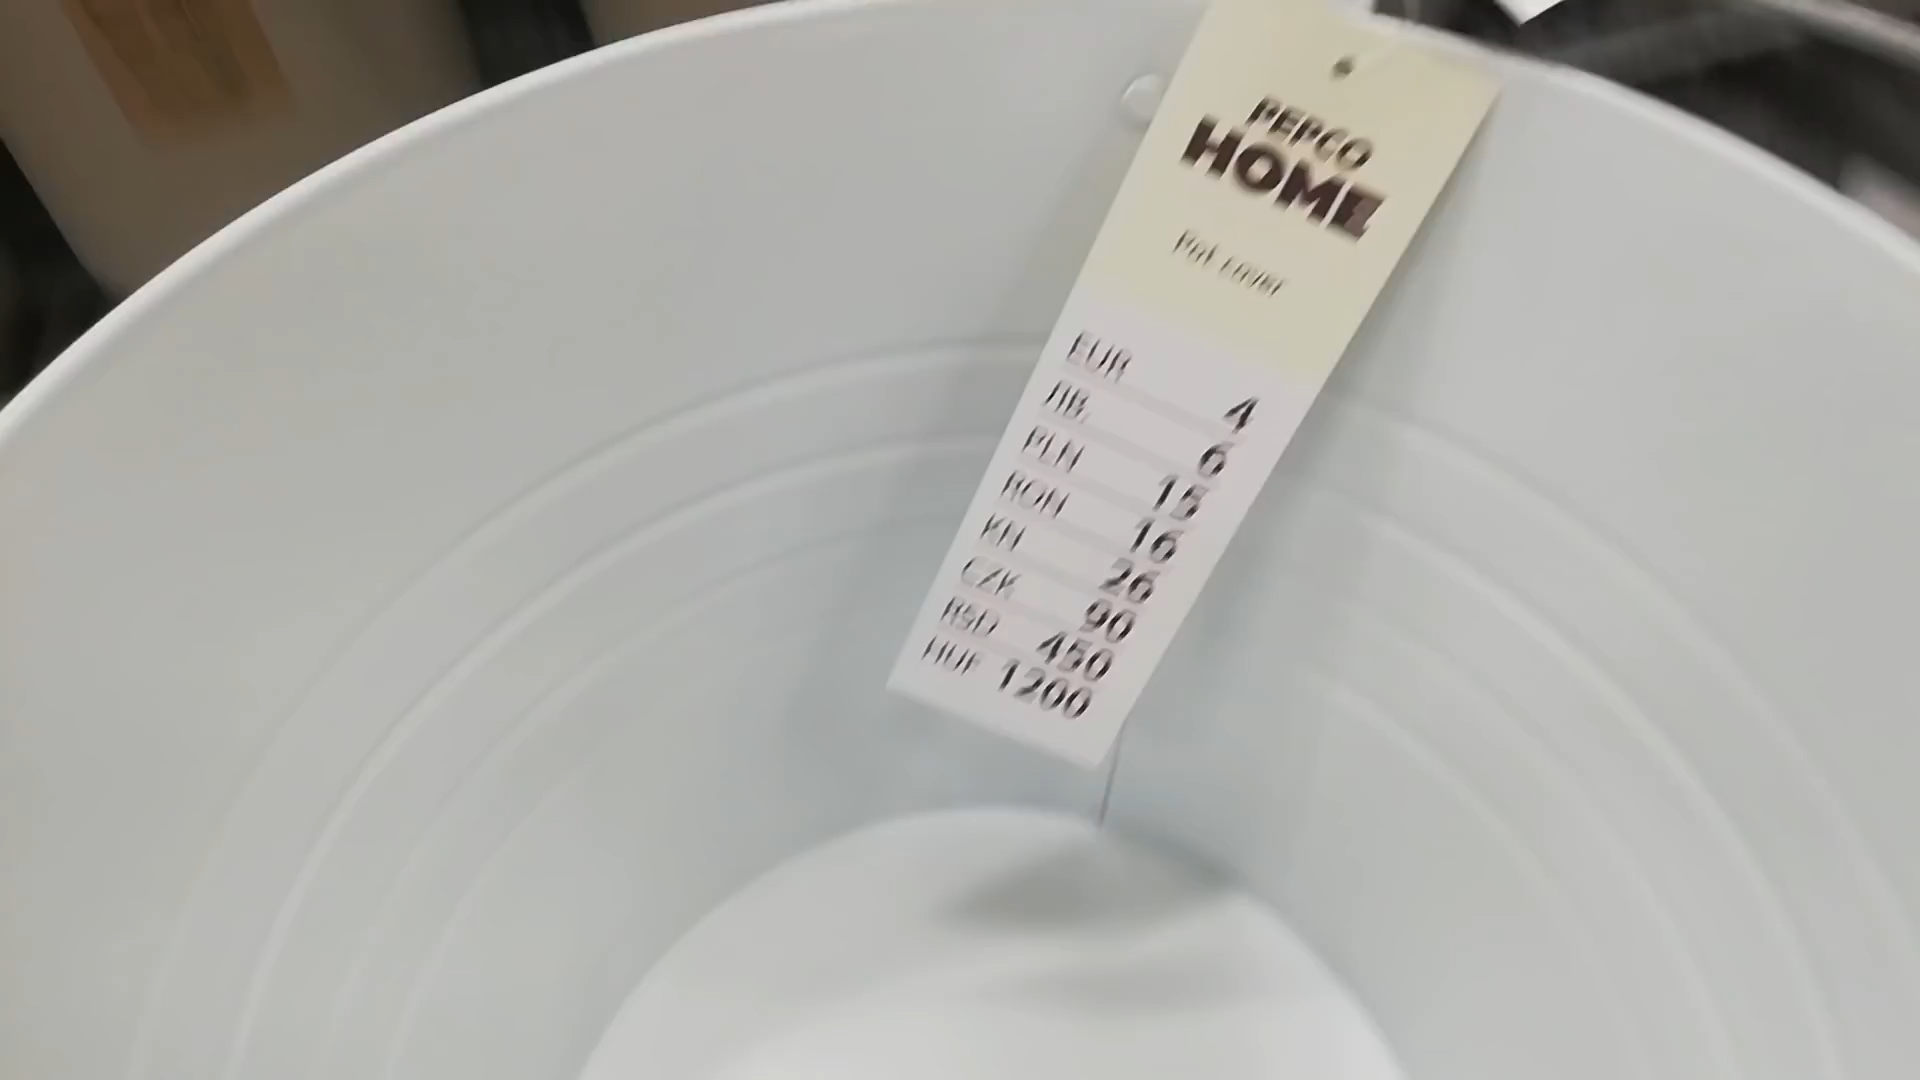 PEPCO
HOME
Pot cover
EUR 4
ЛВ. 6
PLN 15
RON 16
KN 26
CZK 90
RSD 450
HUF 1200